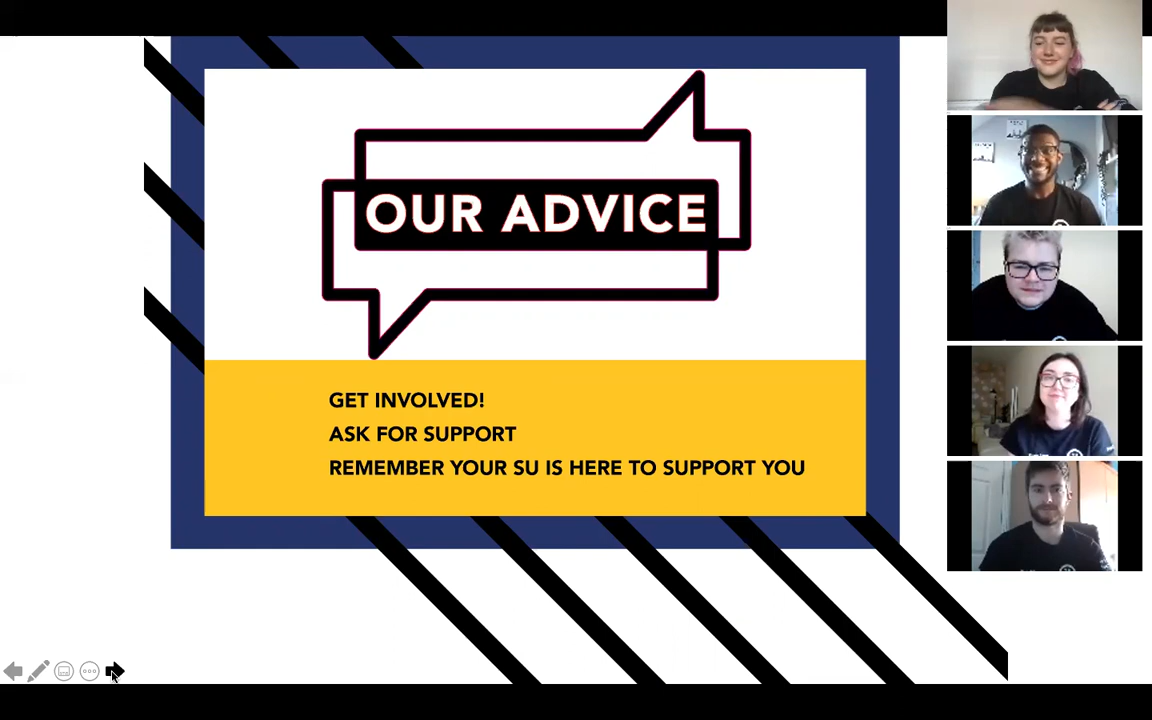 OUR ADVICE
GET INVOLVED!
ASK FOR SUPPORT
REMEMBER YOUR SU IS HERE TO SUPPORT YOU